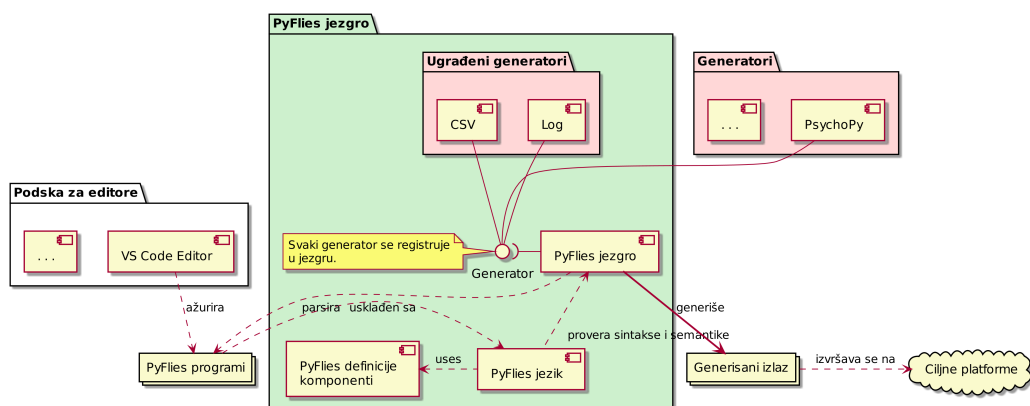 PyFlies jezgro
Ugrađeni generatori
Generatori
CSV
Log
. . .
PsychoPy
Podska za editore
. . .
VS Code Editor
Svaki generator se registruje
u jezgru.
Generator
PyFlies jezgro
ažurira
parsira
usklađen sa
generiše
provera sintakse i semantike
PyFlies programi
PyFlies definicije
komponenti
uses
PyFlies jezik
Generisani izlaz
izvršava se na
Ciljne platforme